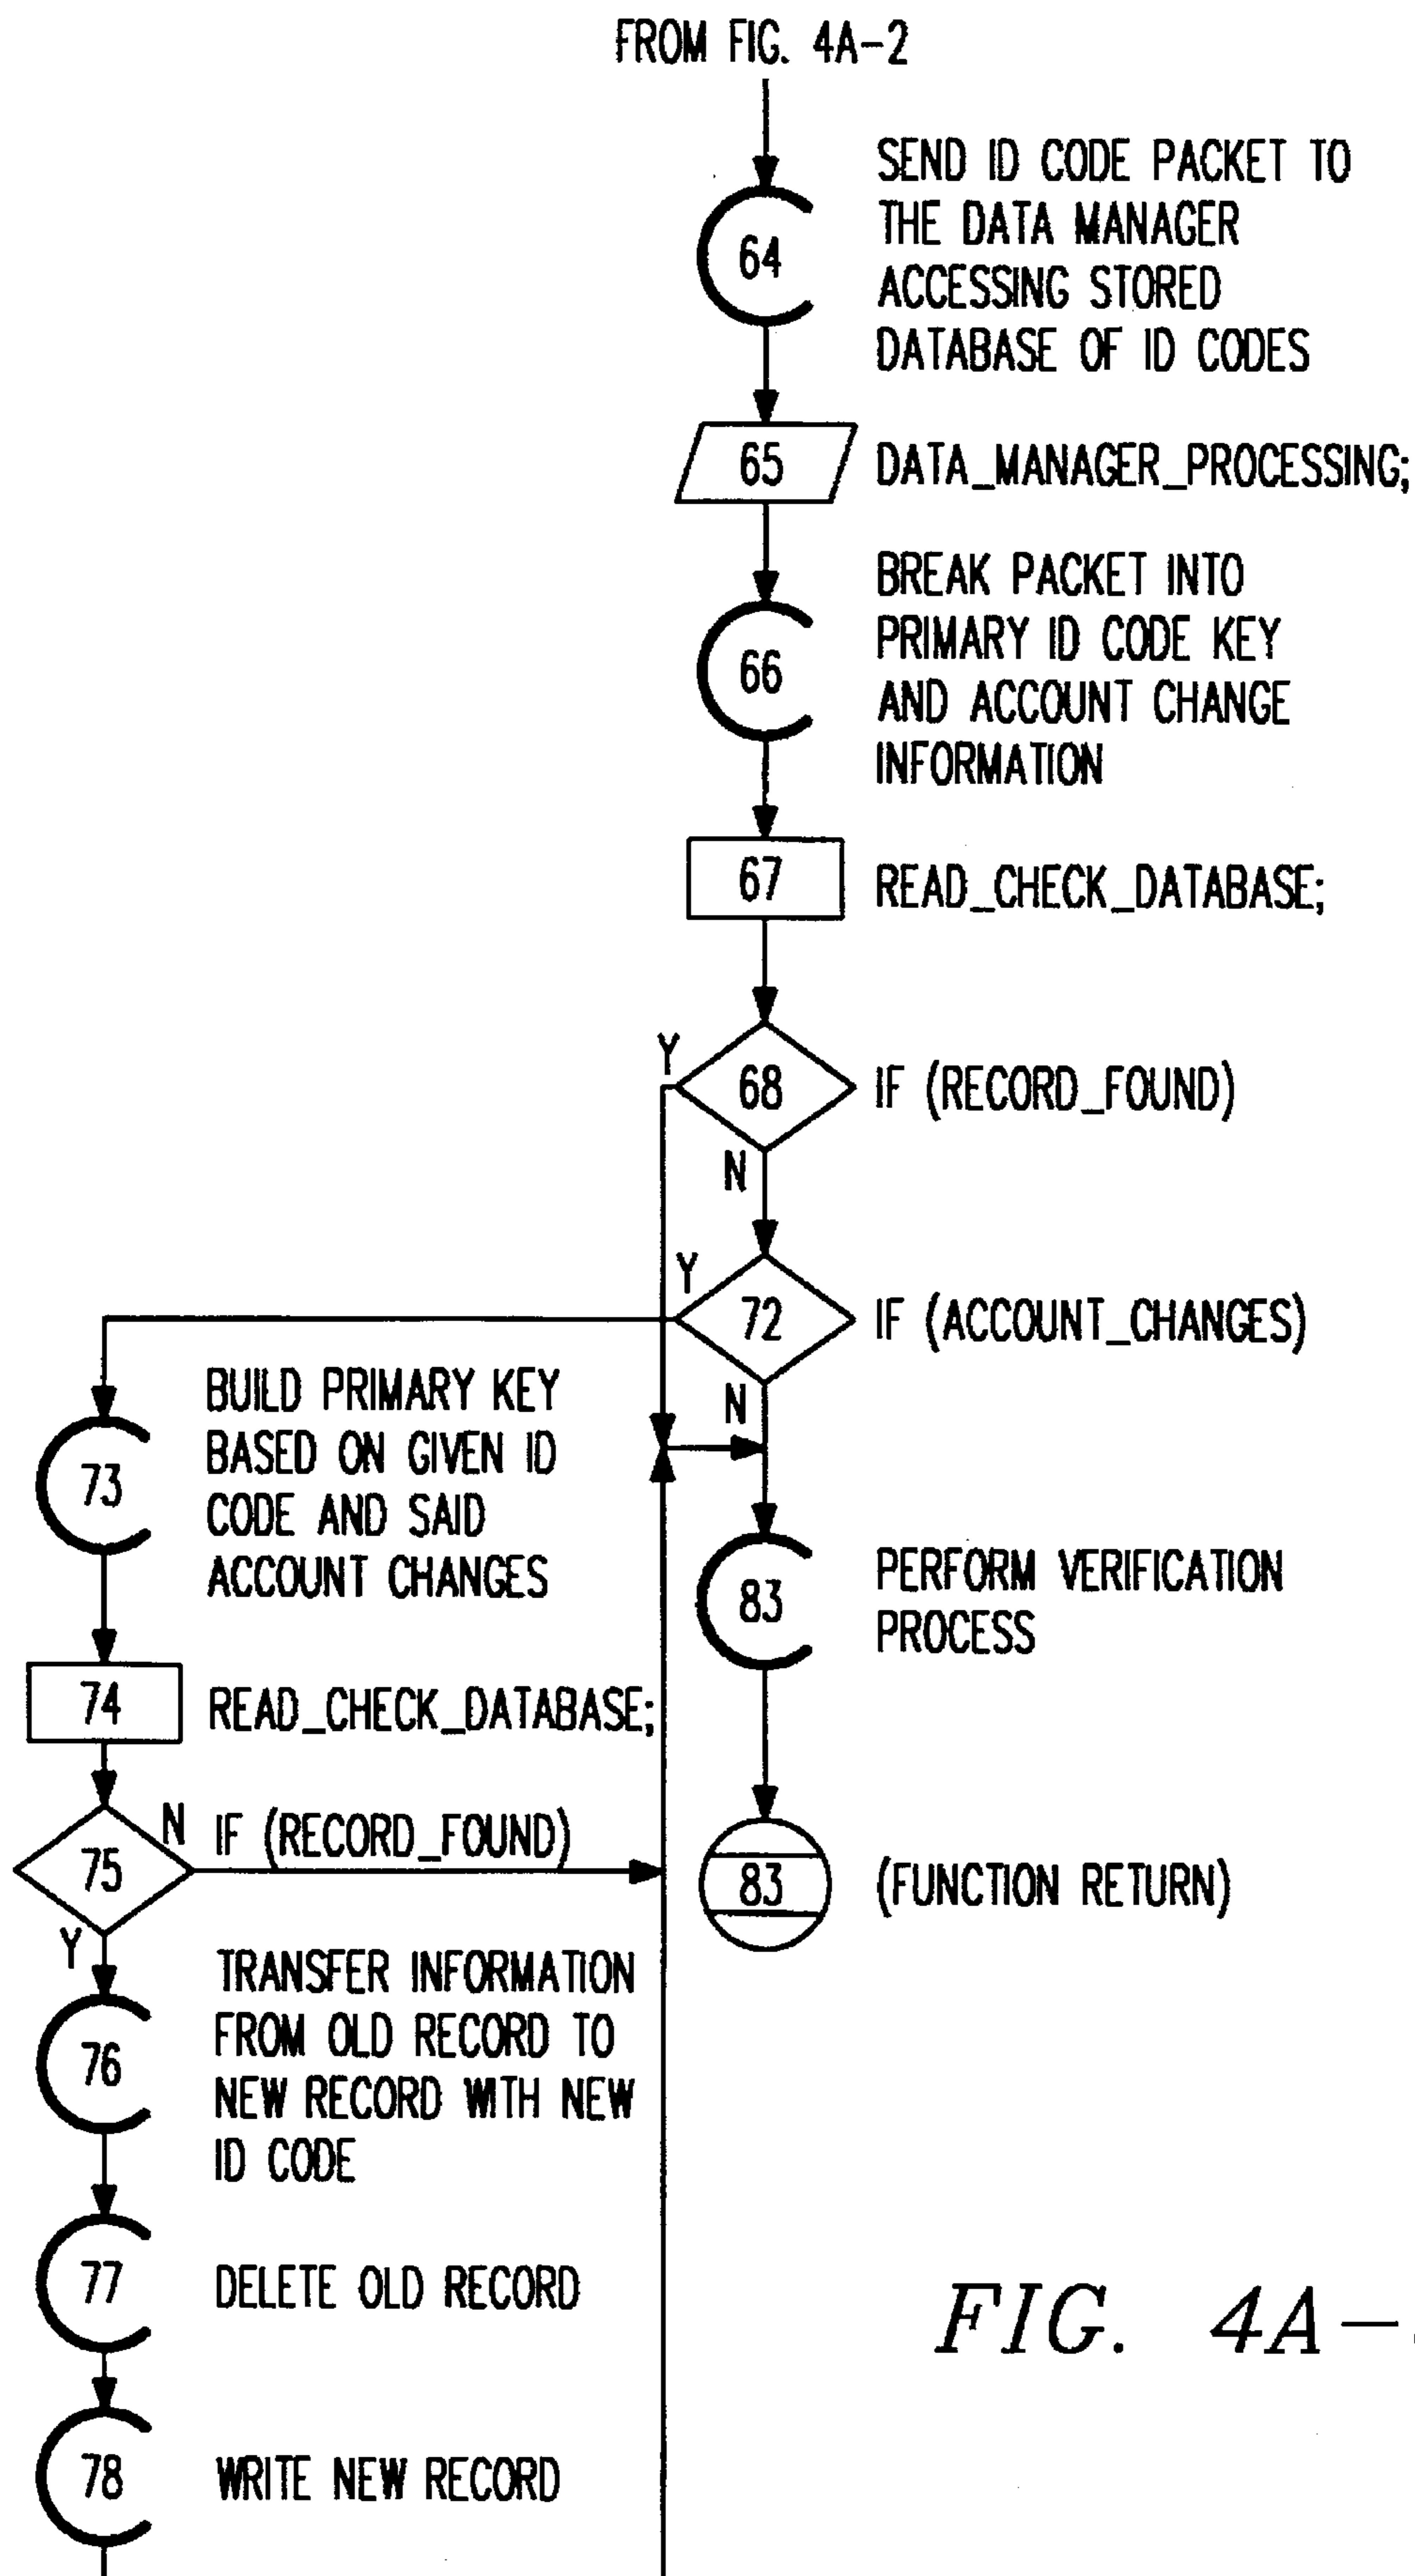 FROM FIG. 4A-2
64
SEND ID CODE PACKET TO
THE DATA MANAGER
ACCESSING STORED
DATABASE OF ID CODES
65
DATA_MANAGER_PROCESSING;
66
BREAK PACKET INTO
PRIMARY ID CODE KEY
AND ACCOUNT CHANGE
INFORMATION
67
READ_CHECK_DATABASE;
Y
68
IF (RECORD_FOUND)
N
Y
72
IF (ACCOUNT_CHANGES)
N
73
BUILD PRIMARY KEY
BASED ON GIVEN ID
CODE AND SAID
ACCOUNT CHANGES
83
PERFORM VERIFICATION
PROCESS
74
READ_CHECK_DATABASE;
75
N
IF (RECORD_FOUND)
Y
83
(FUNCTION RETURN)
76
TRANSFER INFORMATION
FROM OLD RECORD TO
NEW RECORD WITH NEW
ID CODE
77
DELETE OLD RECORD
78
WRITE NEW RECORD
FIG. 4A-